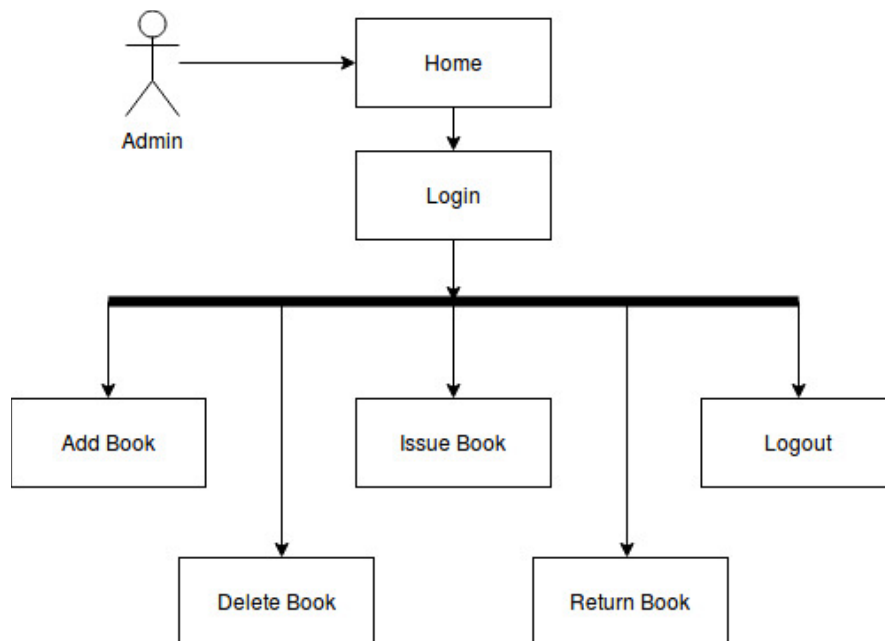 Home
Admin
Login
Add Book
Issue Book
Logout
Delete Book
Return Book